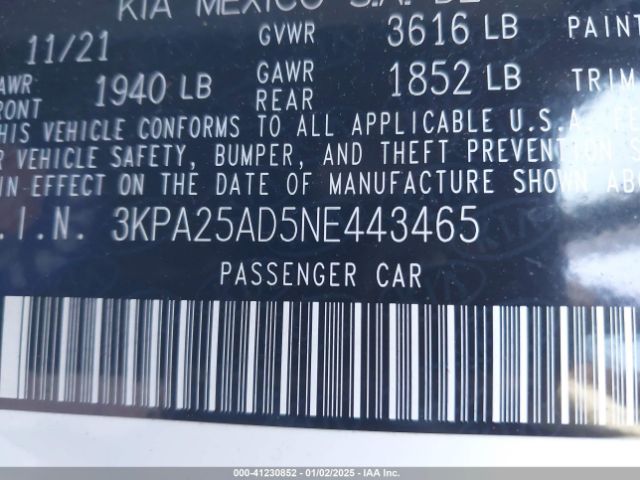 KIA MEXICO S.A. DE
11/21 GVWR 3616 LB PAINT
GAWR FRONT 1940 LB GAWR REAR 1852 LB TRIM
THIS VEHICLE CONFORMS TO ALL APPLICABLE U.S.A.
VEHICLE SAFETY, BUMPER, AND THEFT PREVENTION
IN EFFECT ON THE DATE OF MANUFACTURE SHOWN ABO
.I.N. 3KPA25AD5NE443465
PASSENGER CAR
000-41230852 - 01/02/2025 - IAA Inc.